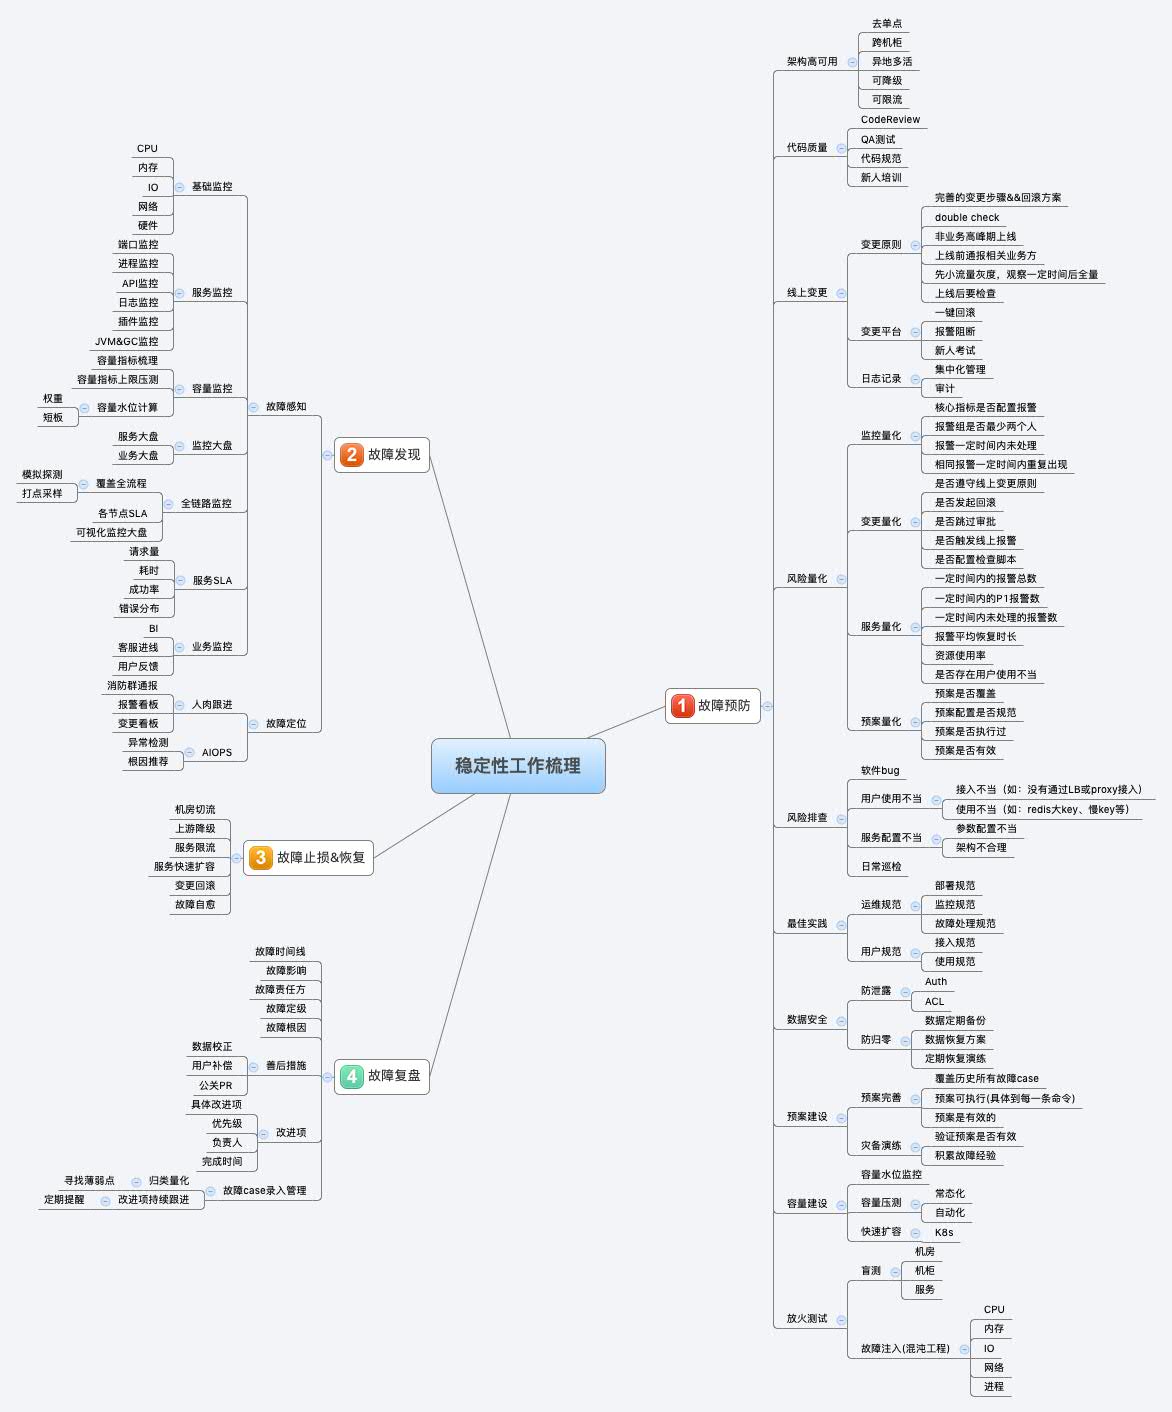 稳定性工作梳理
1 故障预防
架构高可用
去单点
跨机柜
异地多活
可降级
可限流
代码质量
CodeReview
QA测试
代码规范
新人培训
线上变更
变更原则
完善的变更步骤&&回滚方案
double check
非业务高峰期上线
上线前通报相关业务方
先小流量灰度，观察一定时间后全量
上线后要检查
变更平台
一键回滚
报警阻断
新人考试
日志记录
集中化管理
审计
风险量化
监控量化
核心指标是否配置报警
报警组是否最少两个人
报警一定时间内未处理
相同报警一定时间内重复出现
变更量化
是否遵守线上变更原则
是否发起回滚
是否跳过审批
是否触发线上报警
是否配置检查脚本
服务量化
一定时间内的报警总数
一定时间内的P1报警数
一定时间内未处理的报警数
报警平均恢复时长
资源使用率
是否存在用户使用不当
预案量化
预案是否覆盖
预案配置是否规范
预案是否执行过
预案是否有效
风险排查
软件bug
用户使用不当
接入不当（如：没有通过LB或proxy接入）
使用不当（如：redis大key、慢key等）
服务配置不当
参数配置不当
架构不合理
日常巡检
最佳实践
运维规范
部署规范
监控规范
故障处理规范
用户规范
接入规范
使用规范
数据安全
防泄露
Auth
ACL
防归零
数据定期备份
数据恢复方案
定期恢复演练
预案建设
预案完善
覆盖历史所有故障case
预案可执行(具体到每一条命令)
预案是有效的
灾备演练
验证预案是否有效
积累故障经验
容量建设
容量水位监控
容量压测
常态化
自动化
快速扩容
K8s
放火测试
盲测
机房
机柜
服务
故障注入(混沌工程)
CPU
内存
IO
网络
进程
2 故障发现
故障感知
基础监控
CPU
内存
IO
网络
硬件
服务监控
端口监控
进程监控
API监控
日志监控
插件监控
JVM&GC监控
容量监控
容量指标梳理
容量指标上限压测
容量水位计算
权重
短板
监控大盘
服务大盘
业务大盘
全链路监控
覆盖全流程
模拟探测
打点采样
各节点SLA
可视化监控大盘
服务SLA
请求量
耗时
成功率
错误分布
业务监控
BI
客服进线
用户反馈
故障定位
人肉跟进
消防群通报
报警看板
变更看板
AIOPS
异常检测
根因推荐
3 故障止损&恢复
机房切流
上游降级
服务限流
服务快速扩容
变更回滚
故障自愈
4 故障复盘
故障时间线
故障影响
故障责任方
故障定级
故障根因
善后措施
数据校正
用户补偿
公关PR
改进项
具体改进项
优先级
负责人
完成时间
故障case录入管理
归类量化
寻找薄弱点
改进项持续跟进
定期提醒